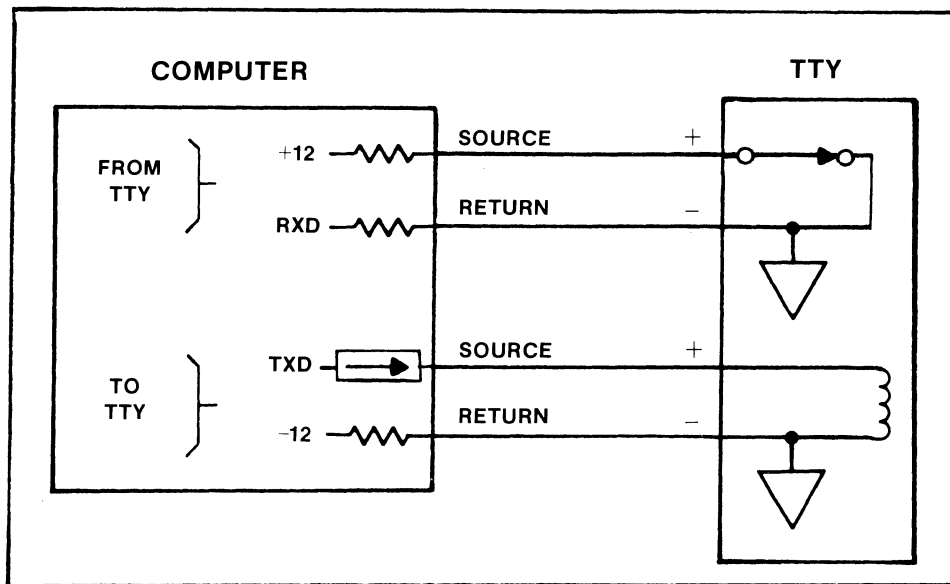 COMPUTER
TTY
FROM
TTY
+12
SOURCE
+
RXD
RETURN
−
TO
TTY
TXD
SOURCE
+
−12
RETURN
−